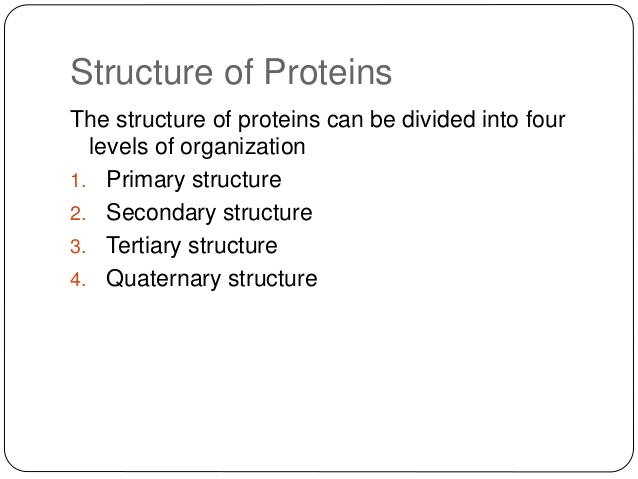 Structure of Proteins
The structure of proteins can be divided into four
levels of organization
1. Primary structure
2. Secondary structure
3. Tertiary structure
4. Quaternary structure